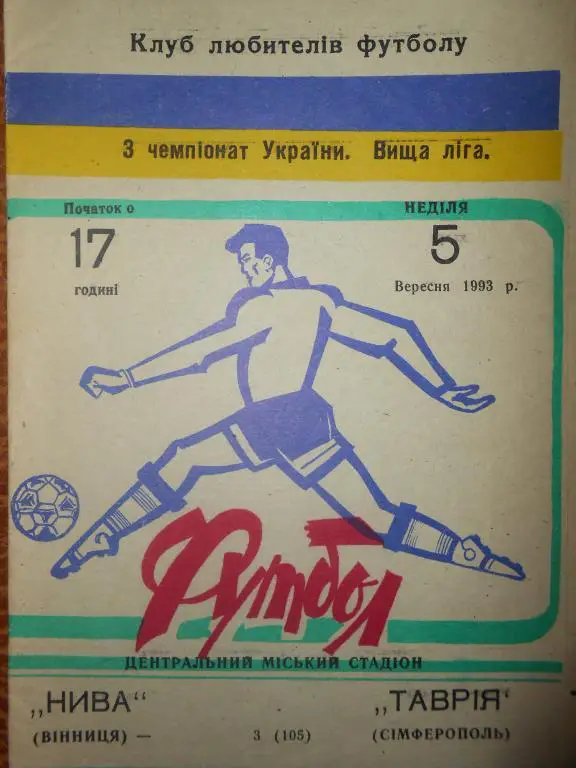 Клуб любителів футболу
3 чемпіонат України. Вища ліга.
Початок о
17
годині
НЕДІЛЯ
5
Вересня 1993 р.
Футбол
ЦЕНТРАЛЬНИЙ МІСЬКИЙ СТАДІОН
„НИВА“
(ВІННИЦЯ) —
3 (105)
„ТАВРІЯ“
(СІМФЕРОПОЛЬ)